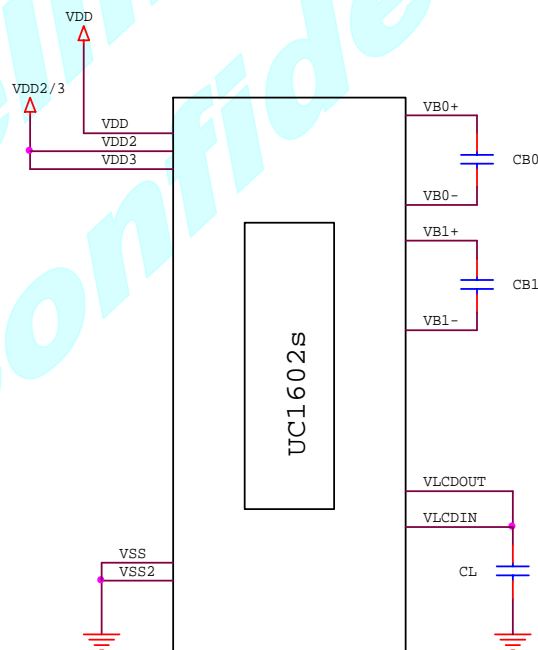 VDD
VDD2/3
VDD
VDD2
VDD3
VB0+
CB0
VB0-
VB1+
CB1
VB1-
UC1602s
VLCDOUT
VLCDIN
VSS
VSS2
CL